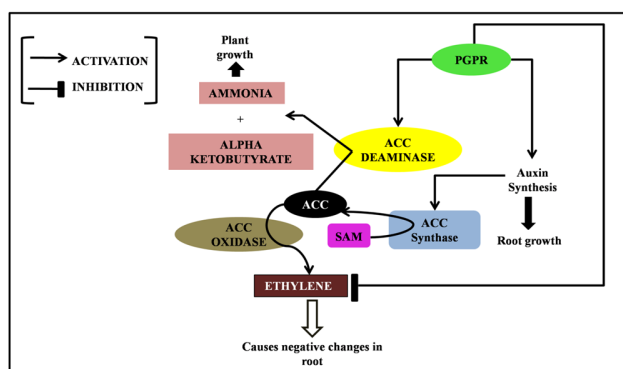 ACTIVATION
INHIBITION
Plant
growth
AMMONIA
+
ALPHA
KETOBUTYRATE
PGPR
ACC
DEAMINASE
Auxin
Synthesis
ACC
ACC
OXIDASE
SAM
ACC
Synthase
Root growth
ETHYLENE
Causes negative changes in
root